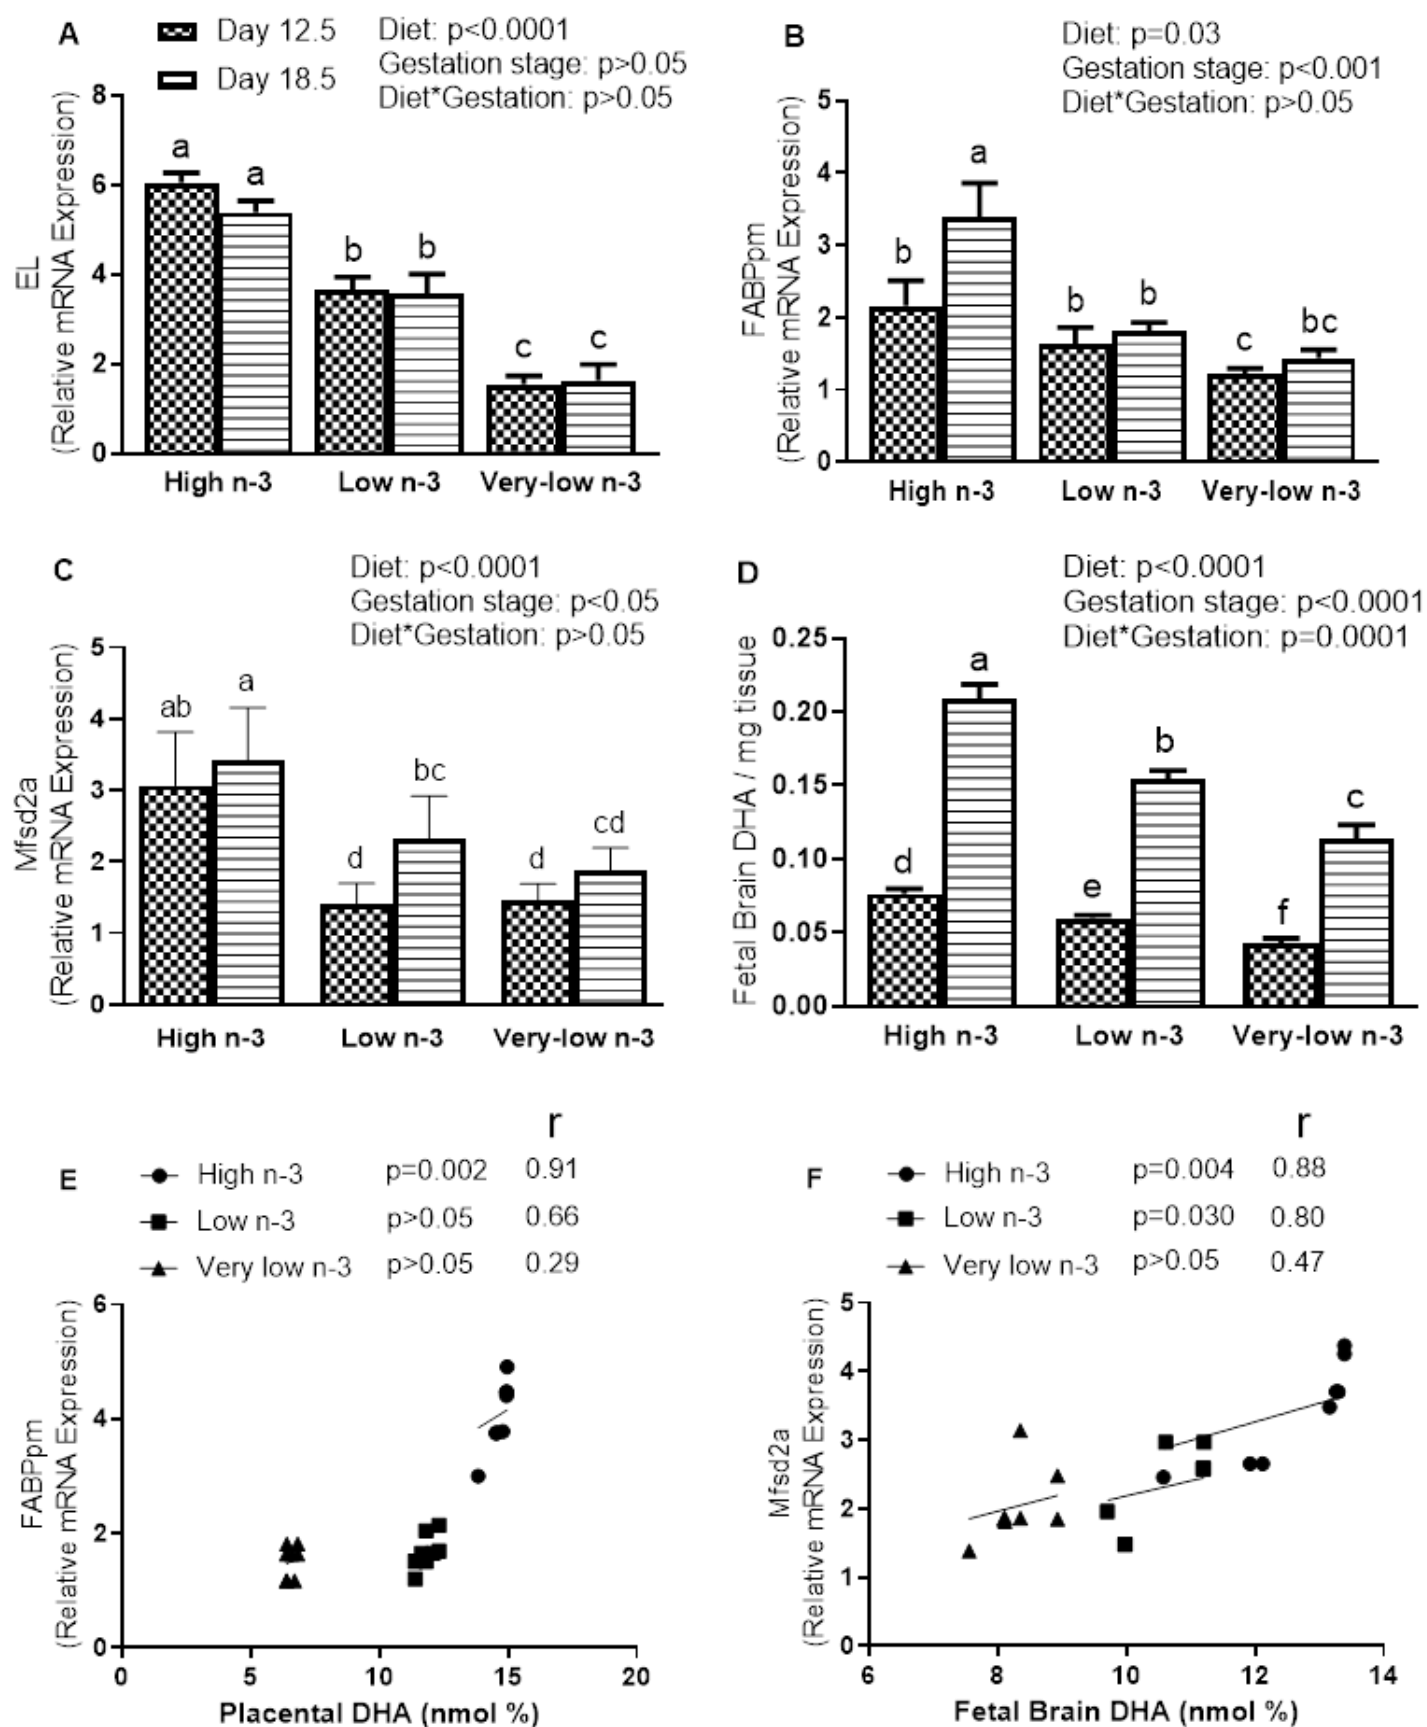 A
Day 12.5
Day 18.5
Diet: p<0.0001
Gestation stage: p>0.05
Diet*Gestation: p>0.05
EL
(Relative mRNA Expression)
8
6
4
2
0
a
a
b
b
c
c
High n-3
Low n-3
Very-low n-3
B
Diet: p=0.03
Gestation stage: p<0.001
Diet*Gestation: p>0.05
FABPpm
(Relative mRNA Expression)
5
4
3
2
1
0
b
a
b
b
c
bc
High n-3
Low n-3
Very-low n-3
C
Diet: p<0.0001
Gestation stage: p<0.05
Diet*Gestation: p>0.05
Mfsd2a
(Relative mRNA Expression)
5
4
3
2
1
0
ab
a
d
bc
d
cd
High n-3
Low n-3
Very-low n-3
D
Diet: p<0.0001
Gestation stage: p<0.0001
Diet*Gestation: p=0.0001
Fetal Brain DHA / mg tissue
0.25
0.20
0.15
0.10
0.05
0.00
d
a
e
b
f
c
High n-3
Low n-3
Very-low n-3
E
r
High n-3 p=0.002 0.91
Low n-3 p>0.05 0.66
Very low n-3 p>0.05 0.29
FABPpm
(Relative mRNA Expression)
6
4
2
0
0 5 10 15 20
Placental DHA (nmol %)
F
r
High n-3 p=0.004 0.88
Low n-3 p=0.030 0.80
Very low n-3 p>0.05 0.47
Mfsd2a
(Relative mRNA Expression)
5
4
3
2
1
0
6 8 10 12 14
Fetal Brain DHA (nmol %)